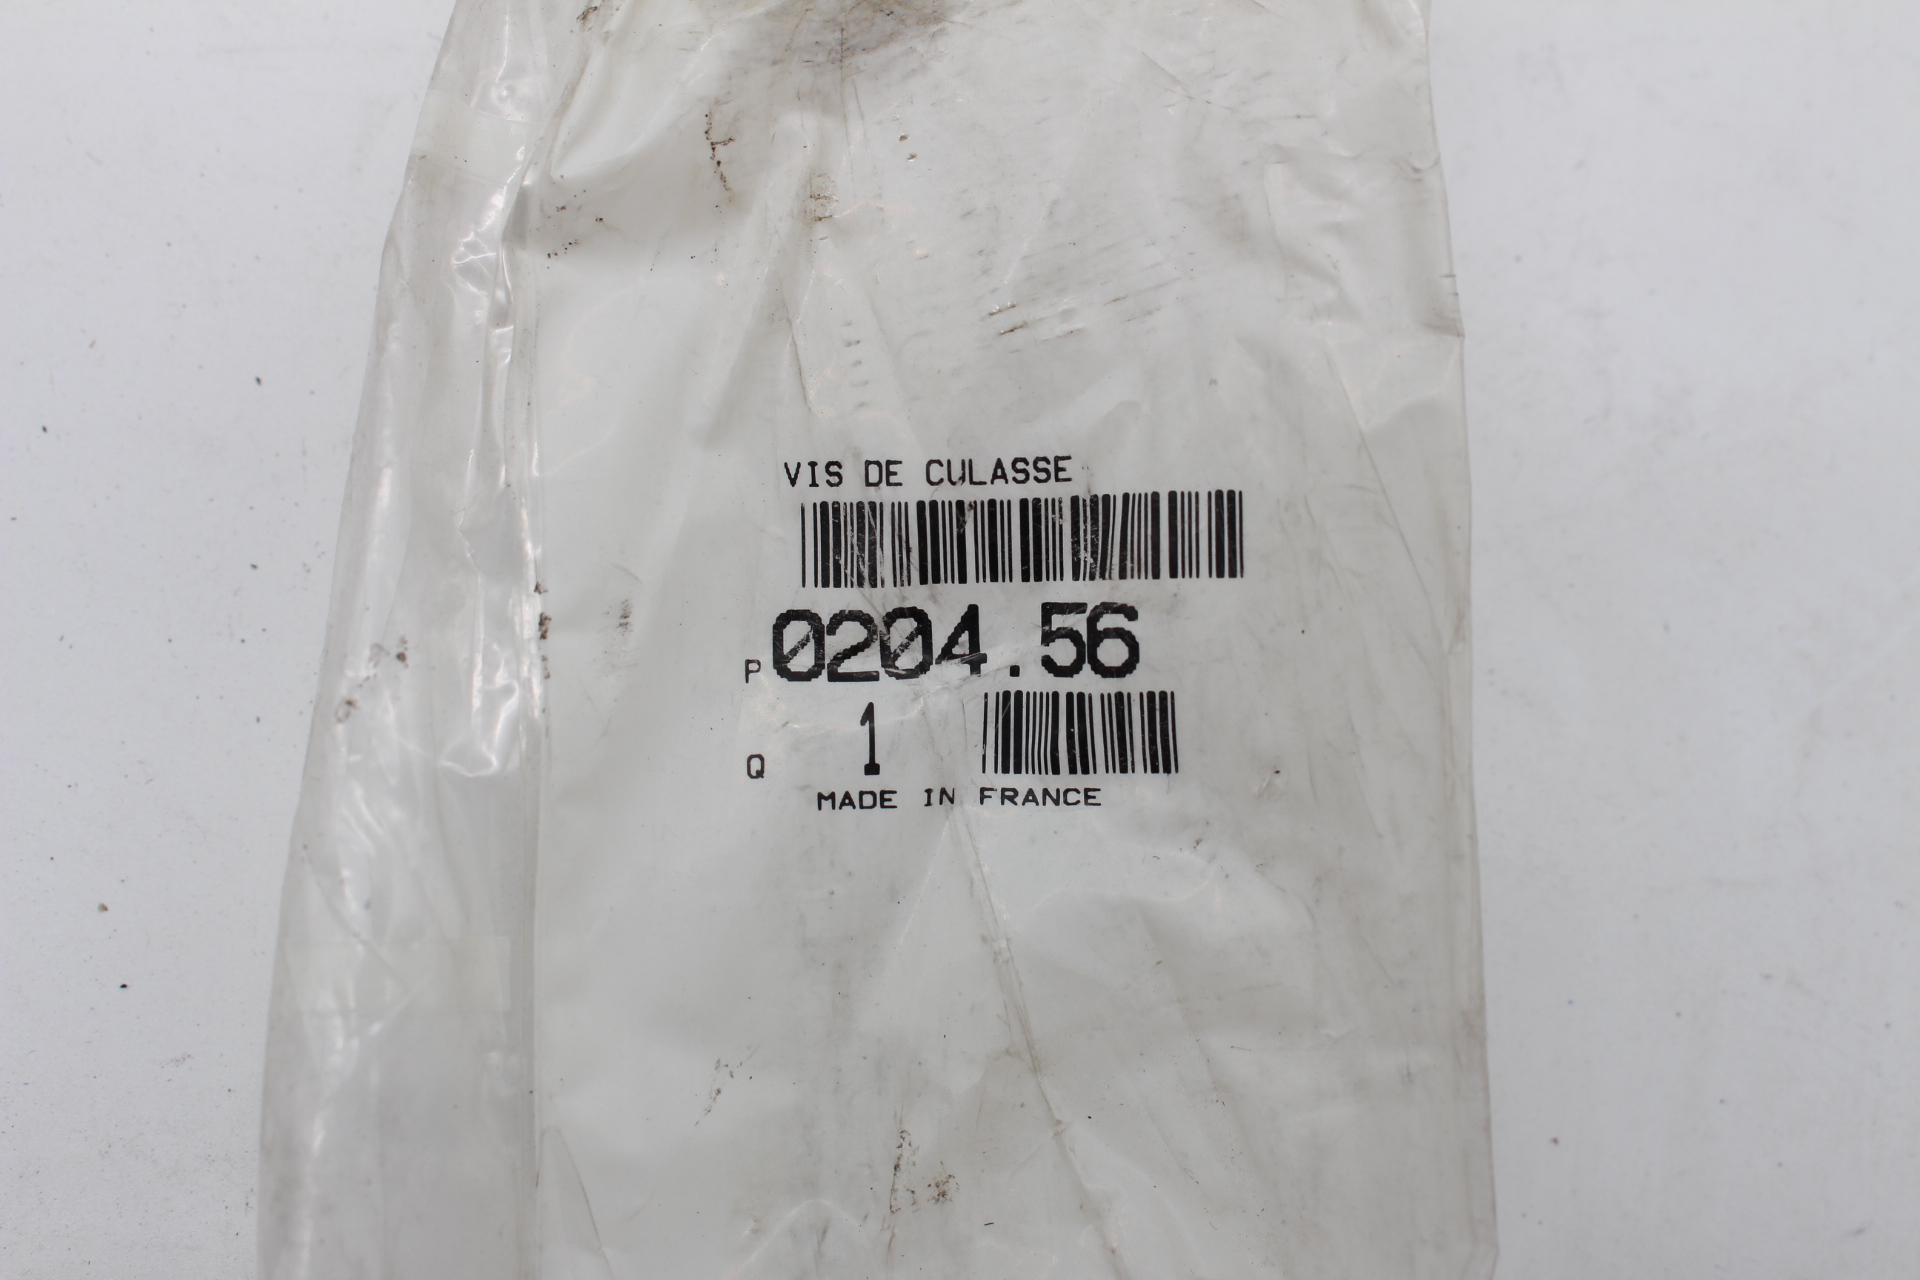 VIS DE CULASSE
P 0204.56
Q 1
MADE IN FRANCE